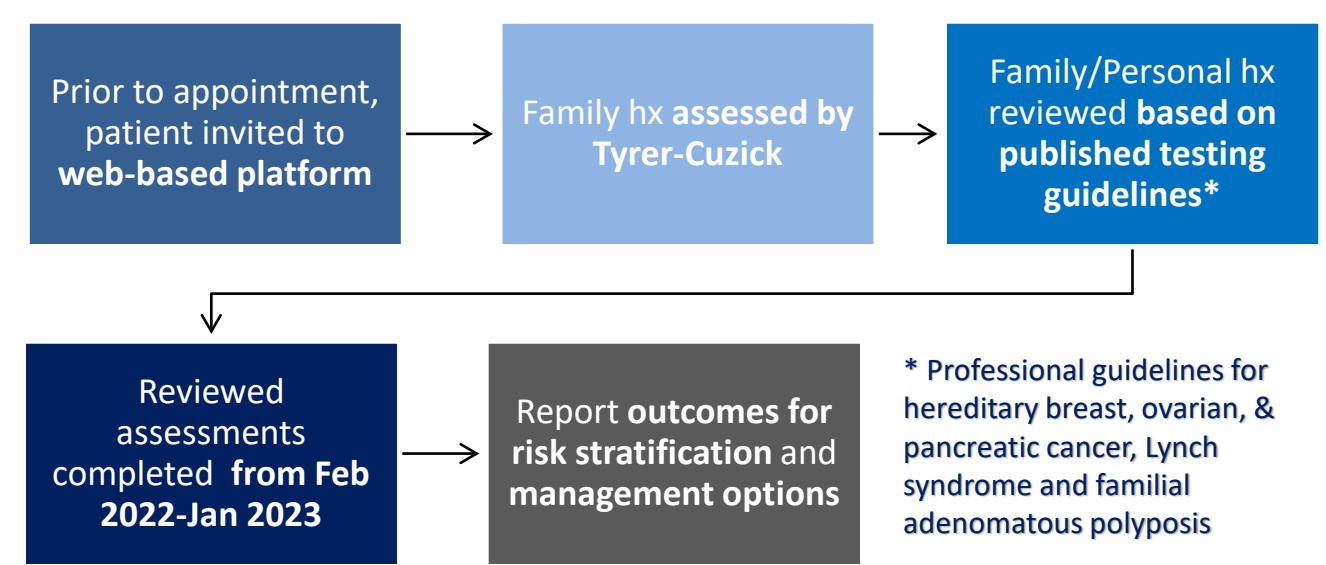 Prior to appointment,
patient invited to
web-based platform
Family hx assessed by
Tyrer-Cuzick
Family/Personal hx
reviewed based on
published testing
guidelines*
Reviewed
assessments
completed from Feb
2022-Jan 2023
Report outcomes for
risk stratification and
management options
* Professional guidelines for
hereditary breast, ovarian, &
pancreatic cancer, Lynch
syndrome and familial
adenomatous polyposis